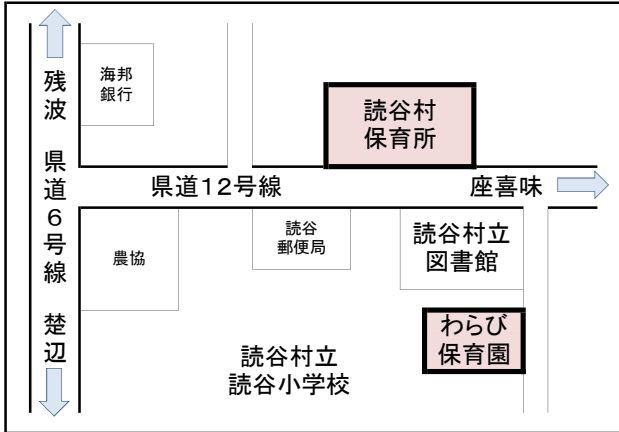 残波 県道6号線 楚辺
海邦
銀行
読谷村
保育所
県道12号線
座喜味
農協
読谷
郵便局
読谷村立
図書館
わらび
保育園
読谷村立
読谷小学校